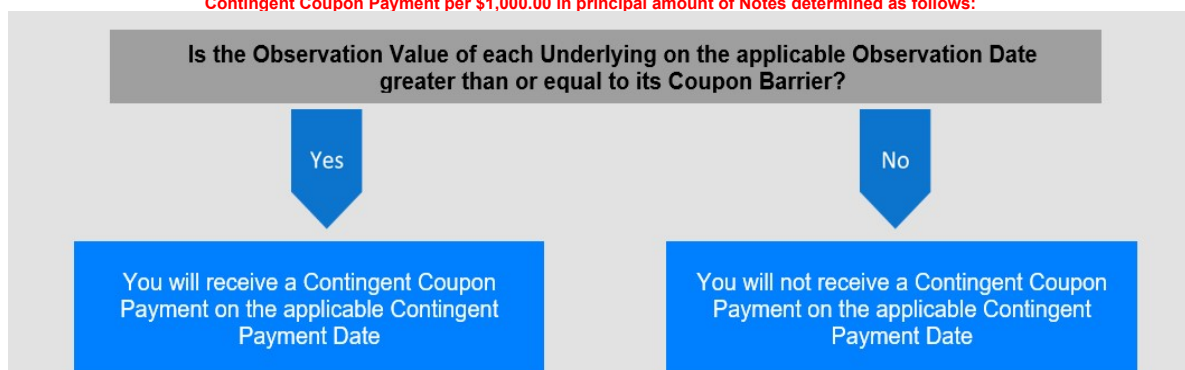 Contingent Coupon Payment per $1,000.00 in principal amount of Notes determined as follows:
Is the Observation Value of each Underlying on the applicable Observation Date
greater than or equal to its Coupon Barrier?
Yes
No
You will receive a Contingent Coupon
Payment on the applicable Contingent
Payment Date
You will not receive a Contingent Coupon
Payment on the applicable Contingent
Payment Date